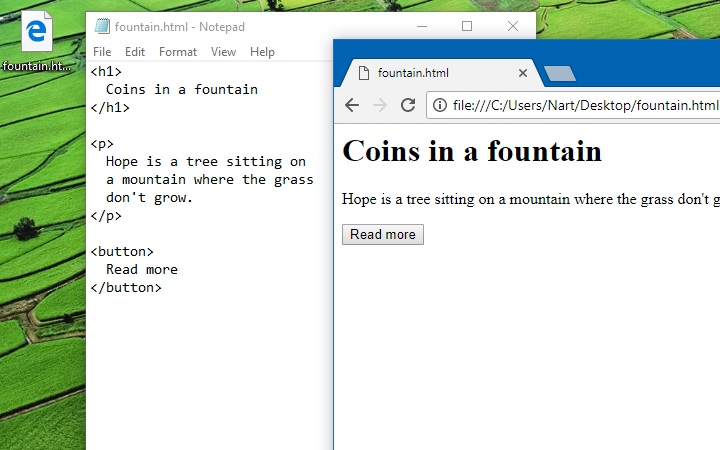 fountain.ht...
fountain.html - Notepad
File Edit Format View Help
<h1>
Coins in a fountain
</h1>
<p>
Hope is a tree sitting on
a mountain where the grass
don't grow.
</p>
<button>
Read more
</button>
fountain.html
file:///C:/Users/Nart/Desktop/fountain.html
Coins in a fountain
Hope is a tree sitting on a mountain where the grass don't g
Read more